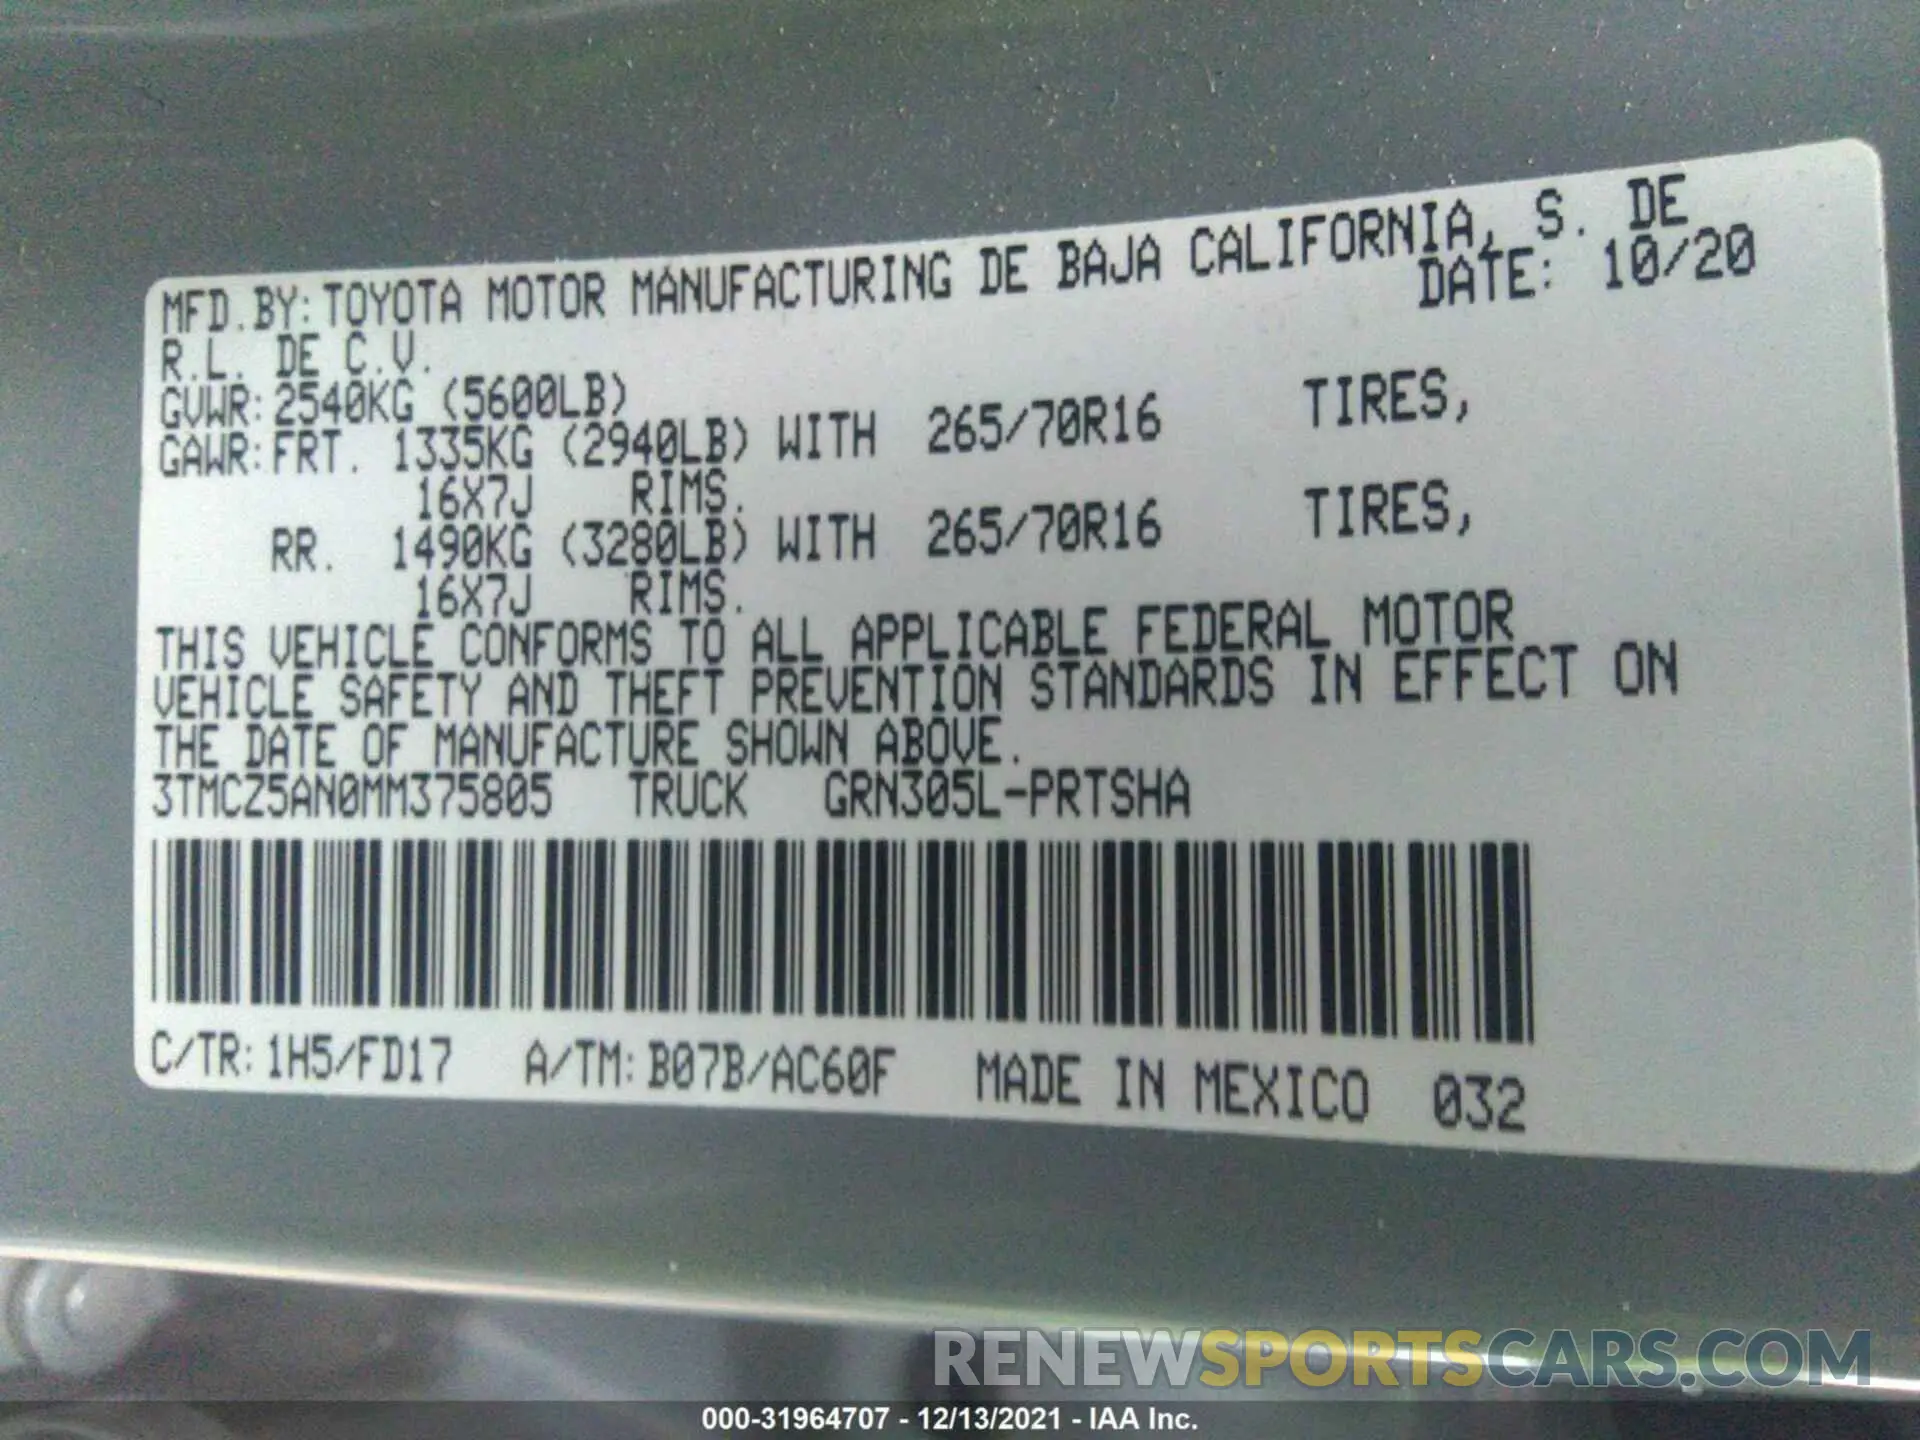 MFD.BY: TOYOTA MOTOR MANUFACTURING DE BAJA CALIFORNIA, S. DE
R.L. DE C.V. DATE: 10/20
GVWR: 2540KG (5600LB)
GAWR: FRT. 1335KG (2940LB) WITH 265/70R16 TIRES,
16X7J RIMS.
RR. 1490KG (3280LB) WITH 265/70R16 TIRES,
16X7J RIMS.
THIS VEHICLE CONFORMS TO ALL APPLICABLE FEDERAL MOTOR
VEHICLE SAFETY AND THEFT PREVENTION STANDARDS IN EFFECT ON
THE DATE OF MANUFACTURE SHOWN ABOVE.
3TMCZ5AN0MM375805 TRUCK GRN305L-PRTSHA
C/TR: 1H5/FD17 A/TM: B07B/AC60F MADE IN MEXICO 032
RENEWSPORTSCARS.COM
000-31964707 - 12/13/2021 - IAA Inc.